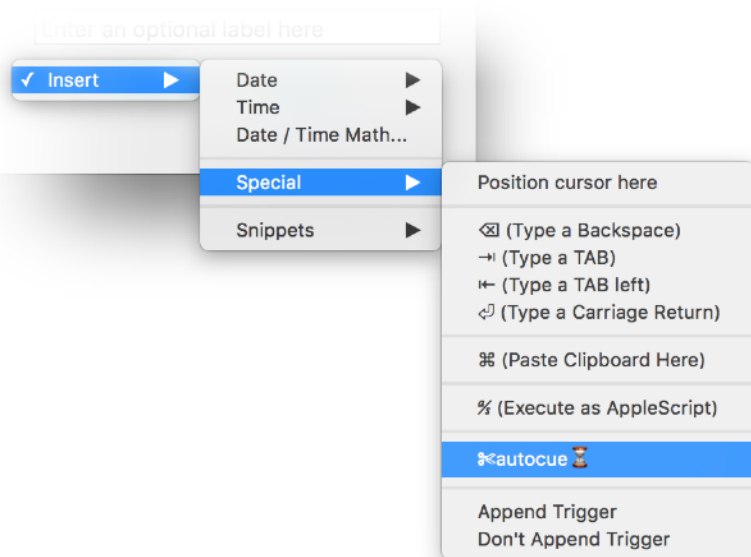 Enter an optional label here
✓ Insert ▶
Date ▶
Time ▶
Date / Time Math...
Special ▶
Snippets ▶
Position cursor here
⌫ (Type a Backspace)
⇥ (Type a TAB)
⇤ (Type a TAB left)
⏎ (Type a Carriage Return)
⌘ (Paste Clipboard Here)
(Execute as AppleScript)
✄autocue⏳
Append Trigger
Don't Append Trigger